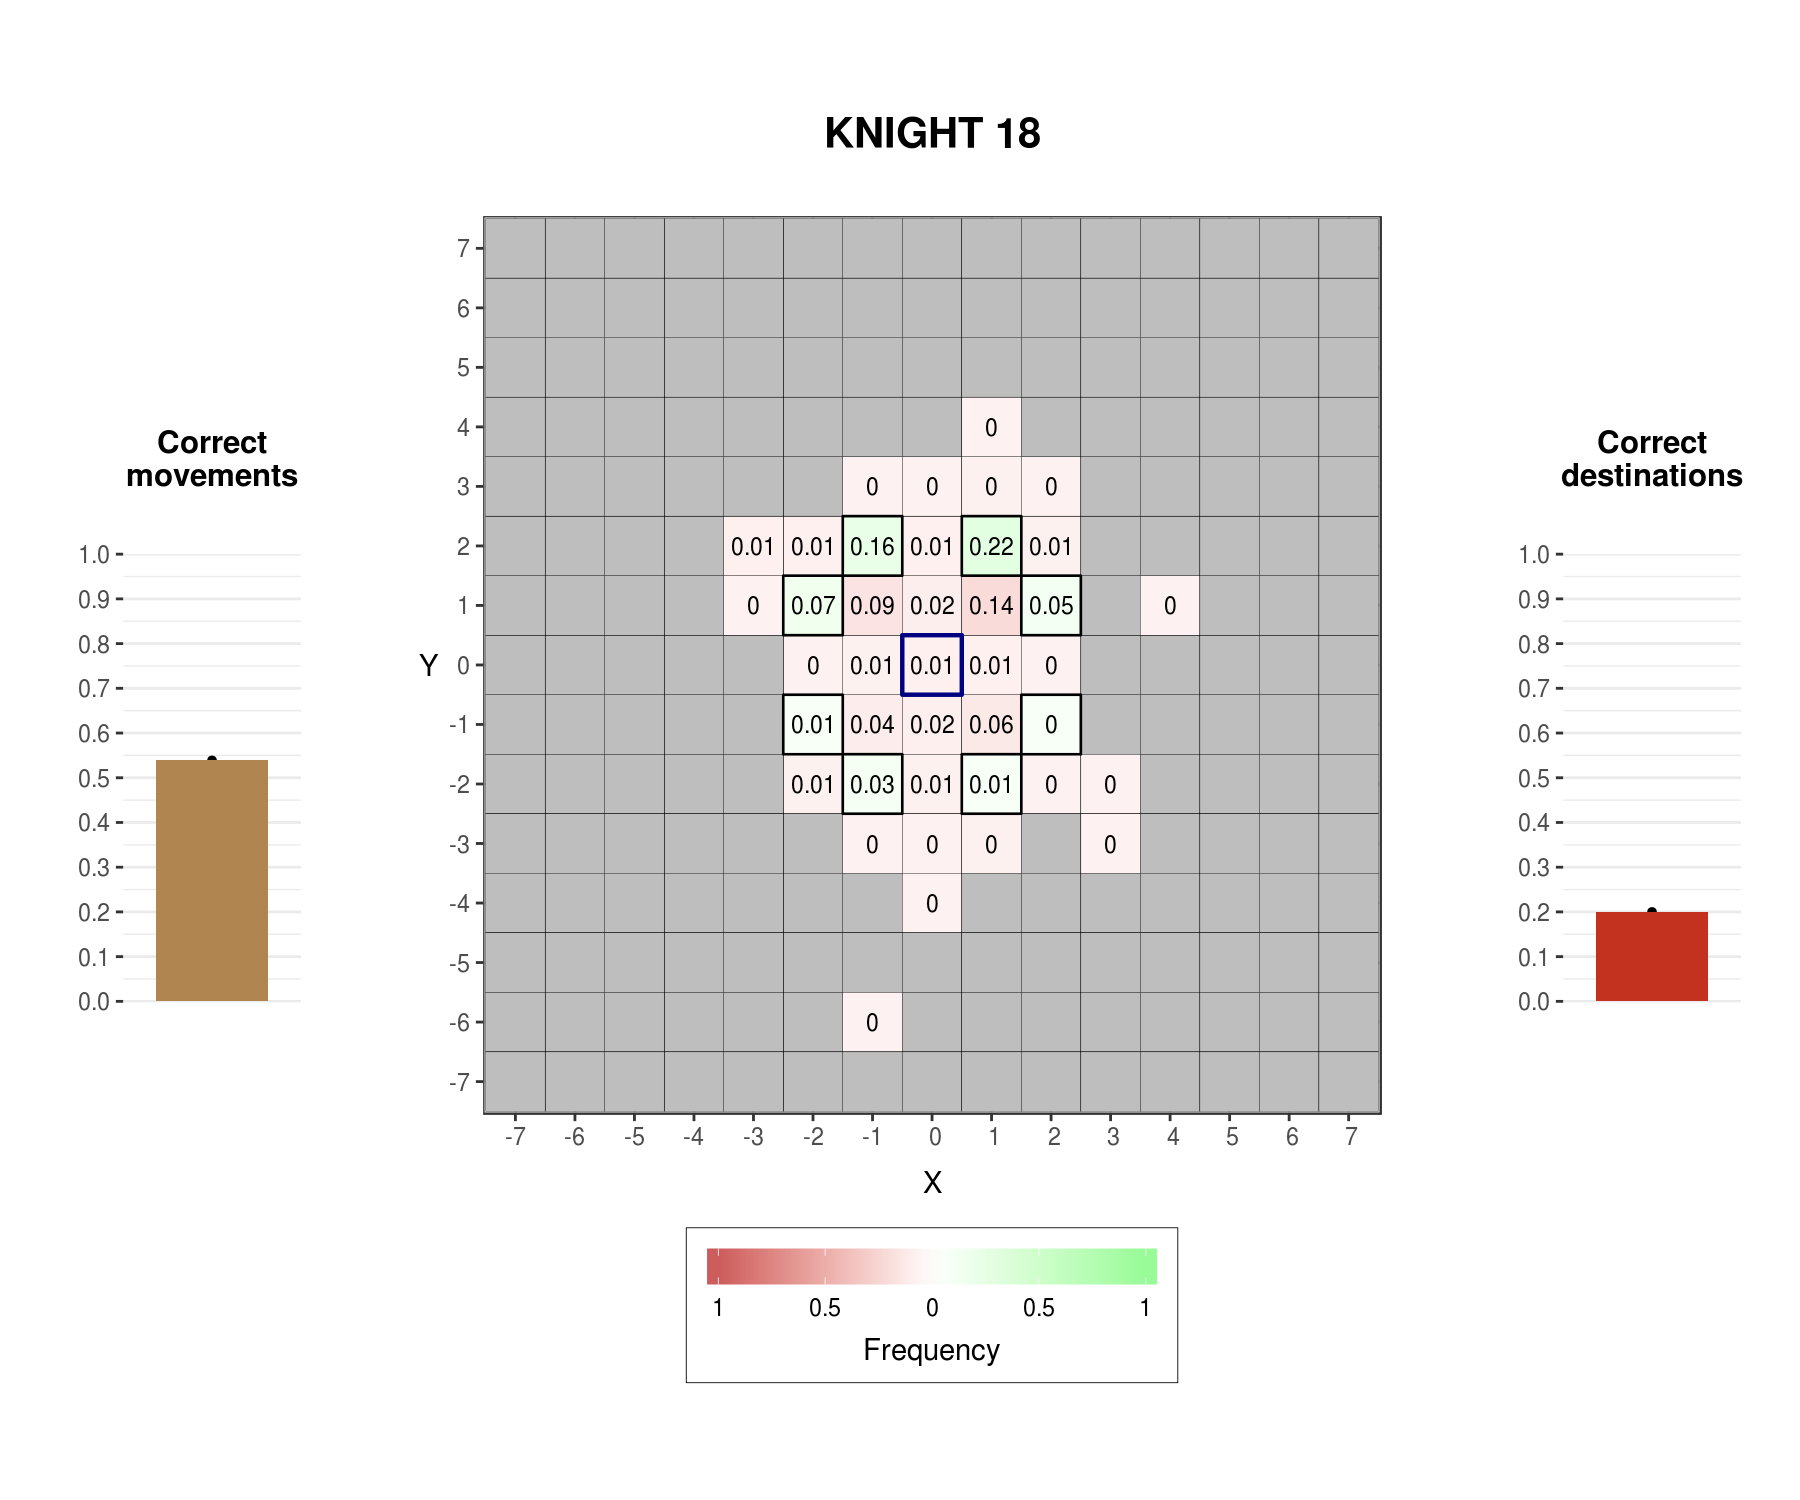 KNIGHT 18
Correct
movements
1.0
0.9
0.8
0.7
0.6
0.5
0.4
0.3
0.2
0.1
0.0
Y
7
6
5
4 0
3 0 0 0 0
2 0.01 0.01 0.16 0.01 0.22 0.01
1 0 0.07 0.09 0.02 0.14 0.05 0
0 0 0.01 0.01 0.01 0
-1 0.01 0.04 0.02 0.06 0
-2 0.01 0.03 0.01 0.01 0 0
-3 0 0 0 0
-4 0
-5
-6 0
-7
-7 -6 -5 -4 -3 -2 -1 0 1 2 3 4 5 6 7
X
1 0.5 0 0.5 1
Frequency
Correct
destinations
1.0
0.9
0.8
0.7
0.6
0.5
0.4
0.3
0.2
0.1
0.0